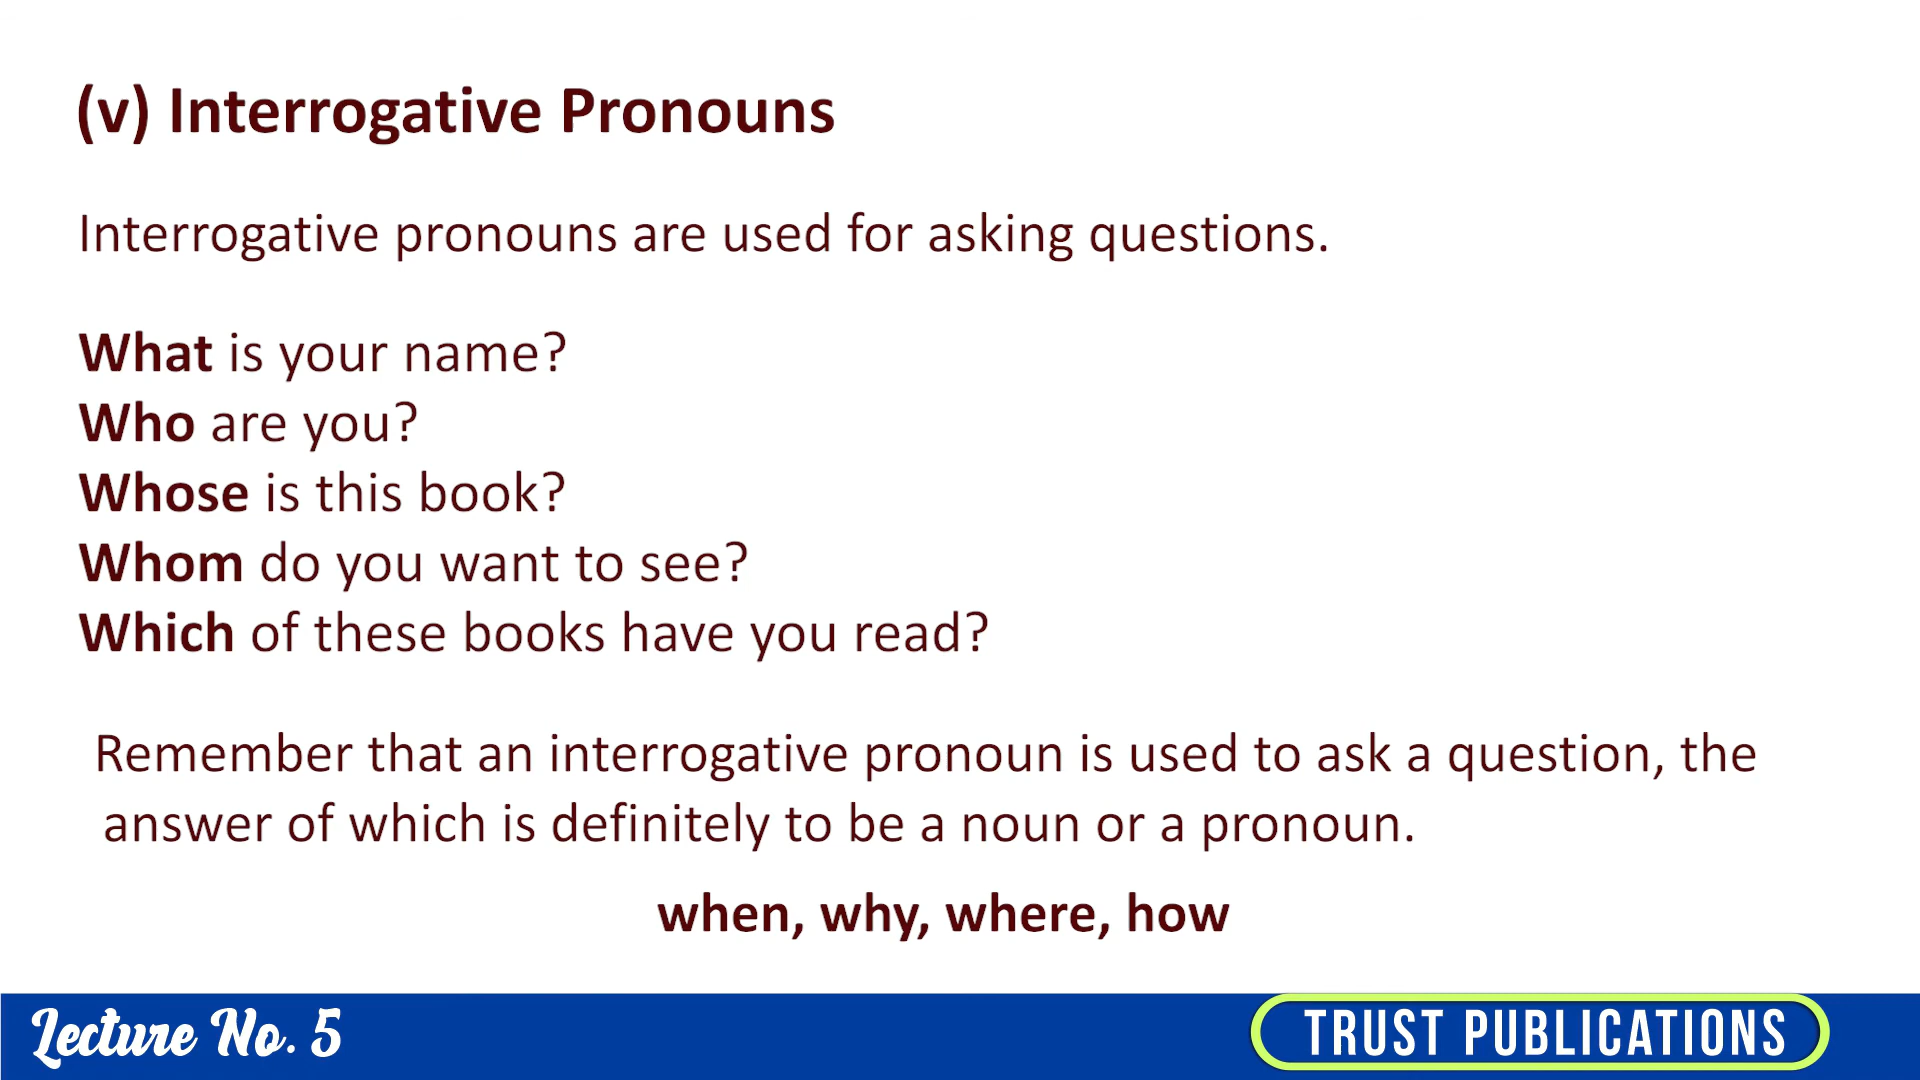 (v) Interrogative Pronouns
Interrogative pronouns are used for asking questions.
What is your name?
Who are you?
Whose is this book?
Whom do you want to see?
Which of these books have you read?
Remember that an interrogative pronoun is used to ask a question, the
answer of which is definitely to be a noun or a pronoun.
when, why, where, how
Lecture No. 5
TRUST PUBLICATIONS